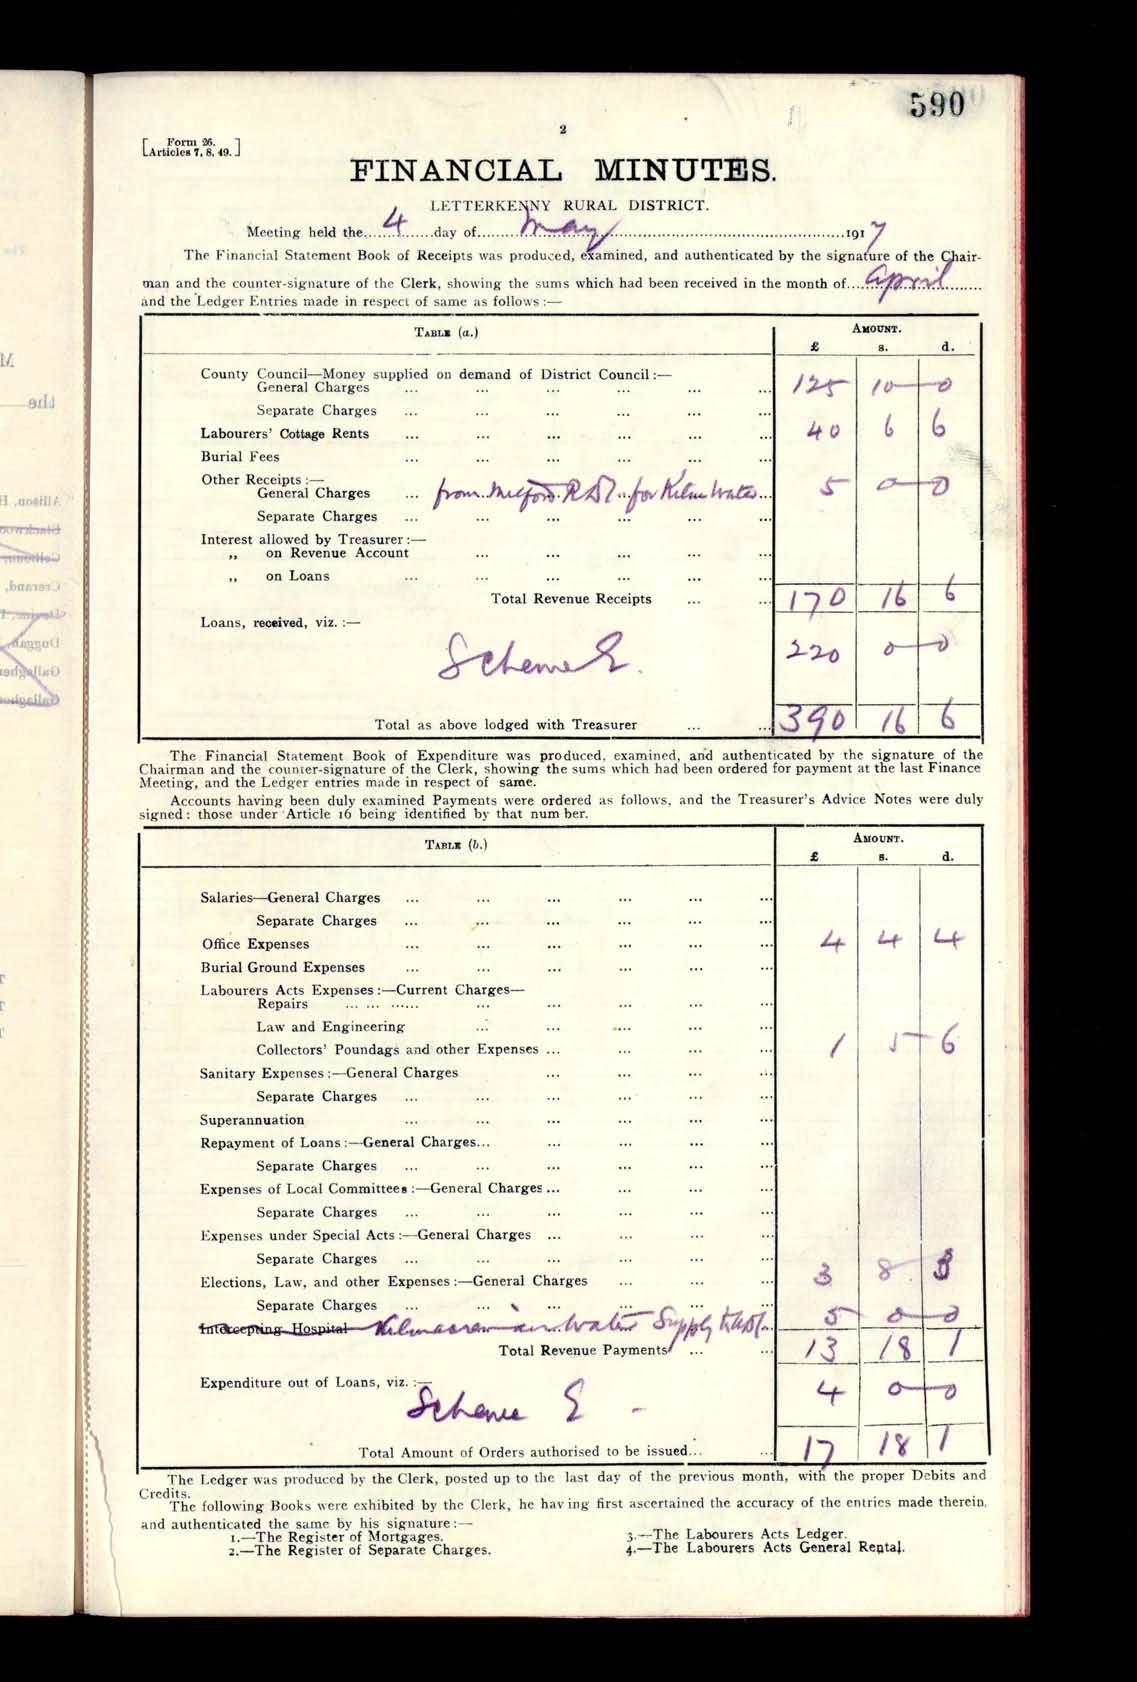 590
2
[Form 26. Articles 7, 8, 49.]
FINANCIAL MINUTES.
LETTERKENNY RURAL DISTRICT.
Meeting held the 4 day of May 1917
The Financial Statement Book of Receipts was produced, examined, and authenticated by the signature of the Chair-
man and the counter-signature of the Clerk, showing the sums which had been received in the month of April
and the Ledger Entries made in respect of same as follows :—
TABLE (a.) AMOUNT.
£ s. d.
County Council—Money supplied on demand of District Council :—
General Charges ... ... ... ... ... ... 125 10—0
Separate Charges ... ... ... ... ... ...
Labourers' Cottage Rents ... ... ... ... ... ... 40 6 6
Burial Fees ... ... ... ... ... ...
Other Receipts :—
General Charges ... from Milford R.D.C. for Kilm Water ... 5 0—0
Separate Charges ... ... ... ... ... ...
Interest allowed by Treasurer :—
„ on Revenue Account ... ... ... ... ...
„ on Loans ... ... ... ... ... ...
Total Revenue Receipts ... ... 170 16 6
Loans, received, viz. :—
Scheme E. 220 0—0
Total as above lodged with Treasurer ... ... 390 16 6
The Financial Statement Book of Expenditure was produced, examined, and authenticated by the signature of the
Chairman and the counter-signature of the Clerk, showing the sums which had been ordered for payment at the last Finance
Meeting, and the Ledger entries made in respect of same.
Accounts having been duly examined Payments were ordered as follows, and the Treasurer's Advice Notes were duly
signed: those under Article 16 being identified by that number.
TABLE (b.) AMOUNT.
£ s. d.
Salaries—General Charges ... ... ... ... ... ...
Separate Charges ... ... ... ... ... ...
Office Expenses ... ... ... ... ... ... 4 4 4
Burial Ground Expenses ... ... ... ... ... ...
Labourers Acts Expenses :—Current Charges—
Repairs ... ... ...... ... ... ... ... ...
Law and Engineering ... ... ... ... ...
Collectors' Poundags and other Expenses ... ... ... ... 1 5—6
Sanitary Expenses :—General Charges ... ... ... ...
Separate Charges ... ... ... ... ... ...
Superannuation ... ... ... ... ... ...
Repayment of Loans :—General Charges... ... ... ... ...
Separate Charges ... ... ... ... ... ...
Expenses of Local Committees :—General Charges ... ... ... ...
Separate Charges ... ... ... ... ... ...
Expenses under Special Acts :—General Charges ... ... ... ...
Separate Charges ... ... ... ... ... ...
Elections, Law, and other Expenses :—General Charges ... ... ... 3 8 3
Separate Charges ... ... ... ... ... ...
Intercepting Hospital Water Supply 5 0—0
Total Revenue Payments ... ... 13 18 1
Expenditure out of Loans, viz. :—
Scheme E – 4 0—0
Total Amount of Orders authorised to be issued... ... 17 18 1
The Ledger was produced by the Clerk, posted up to the last day of the previous month, with the proper Debits and
Credits.
The following Books were exhibited by the Clerk, he having first ascertained the accuracy of the entries made therein,
and authenticated the same by his signature :—
1.—The Register of Mortgages. 3.—The Labourers Acts Ledger.
2.—The Register of Separate Charges. 4.—The Labourers Acts General Rental.